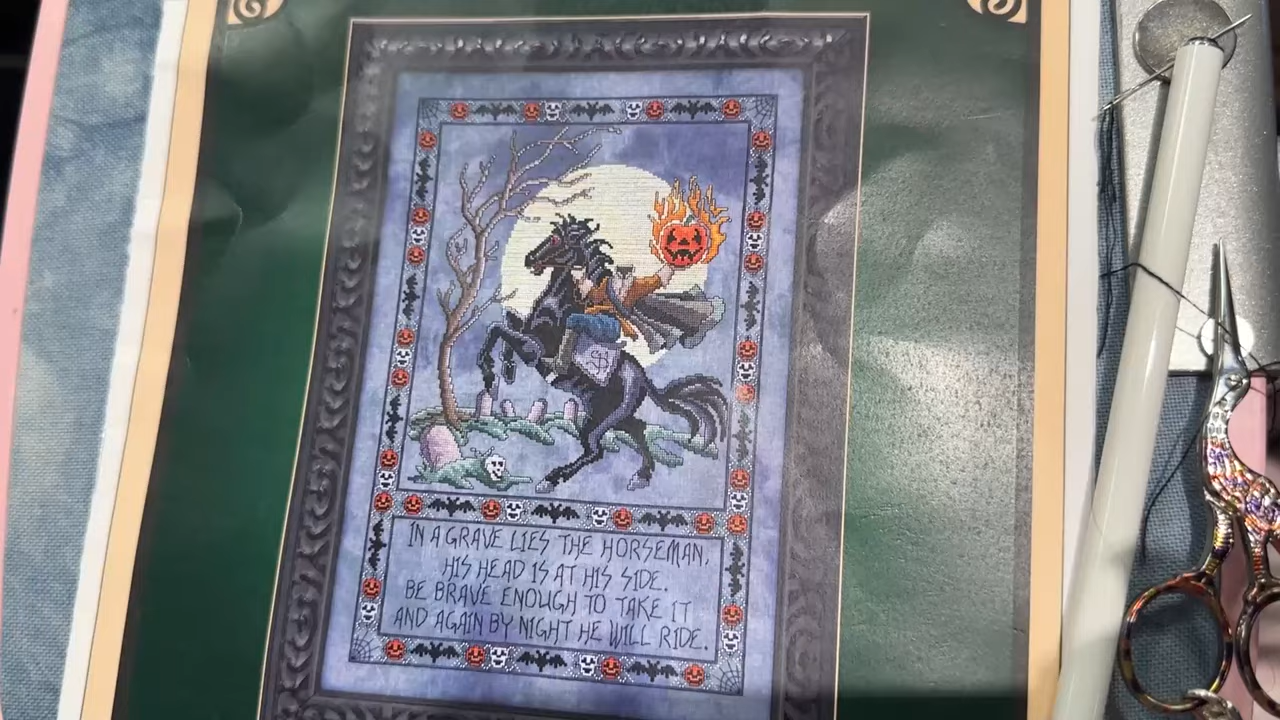 IN A GRAVE LIES THE HORSEMAN,
HIS HEAD IS AT HIS SIDE.
BE BRAVE ENOUGH TO TAKE IT
AND AGAIN BY NIGHT HE WILL RIDE.